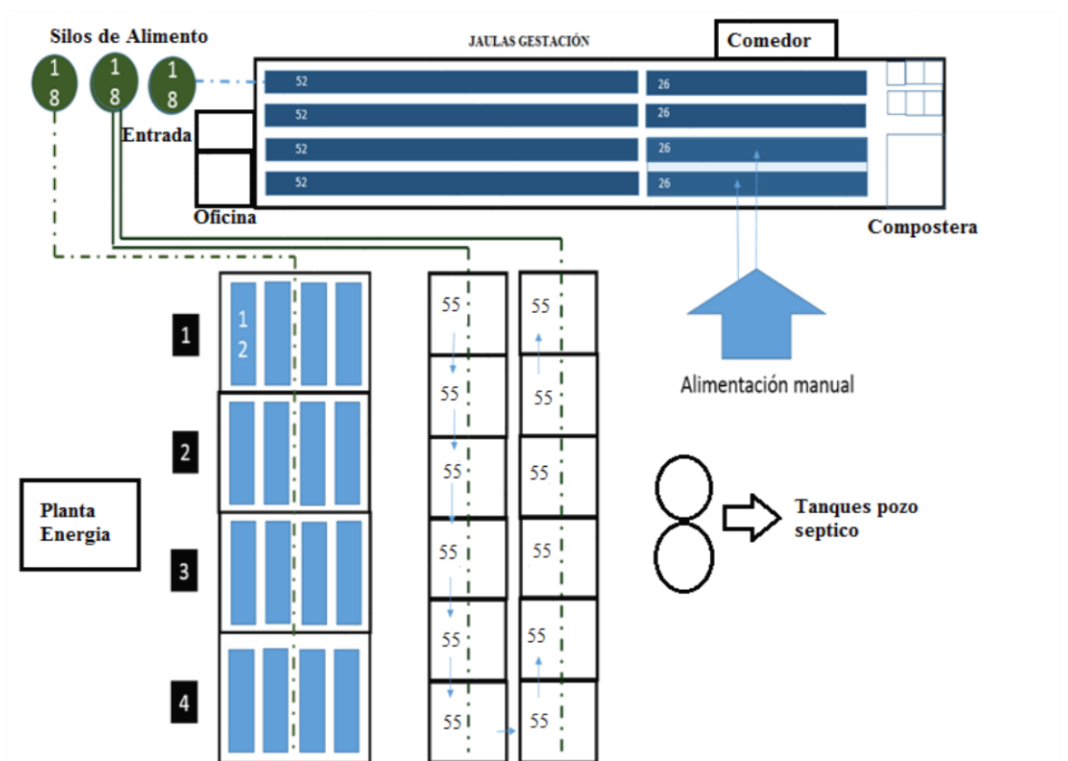 Silos de Alimento
JAULAS GESTACIÓN
Comedor
1
8
1
8
1
8
52
26
Entrada
52
26
52
26
52
26
Oficina
Compostera
1
1
2
55
55
Alimentación manual
55
55
2
55
55
Planta
Energia
Tanques pozo
septico
3
55
55
55
55
4
55
55